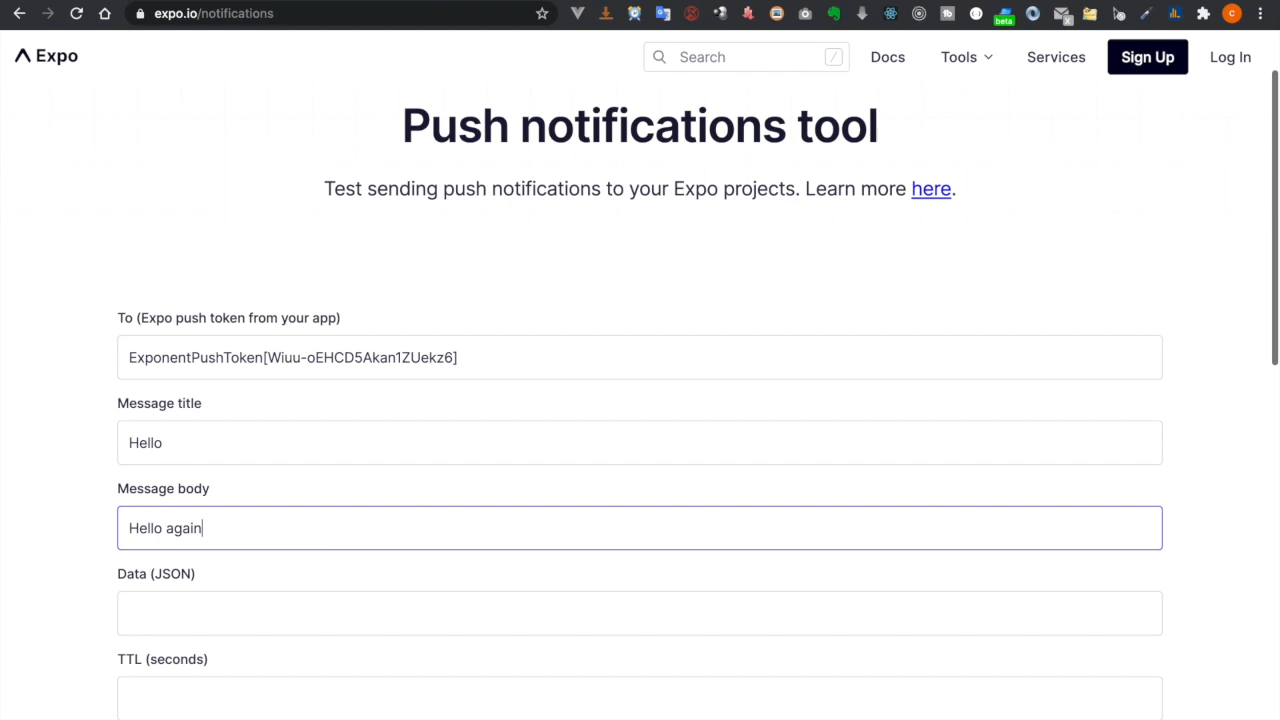 expo.io/notifications
beta
X
tb
C
Expo
Search
/
Docs
Tools
Services
Sign Up
Log In
Push notifications tool
Test sending push notifications to your Expo projects. Learn more here.
To (Expo push token from your app)
ExponentPushToken[Wiuu-oEHCD5Akan1ZUekz6]
Message title
Hello
Message body
Hello again
Data (JSON)
TTL (seconds)